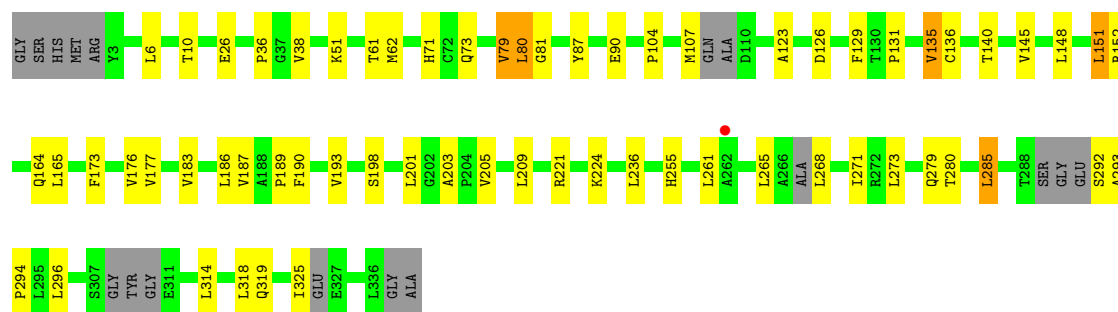 GLY SER HIS MET ARG Y3 L6 T10 E26 P36 G37 V38 K51 T61 M62 H71 C72 Q73 V79 L80 G81 Y87 E90 P104 M107 GLN ALA D110 A123 D126 F129 T130 P131 V135 C136 T140 V145 L148 L151
Q164 L165 F173 V176 V177 V183 L186 V187 A188 P189 F190 V193 S198 L201 G202 A203 P204 V205 L209 R221 K224 L236 H255 L261 A262 L265 A266 ALA L268 I271 R272 L273 Q279 T280 L285 T288 SER GLY GLU S292
P294 L295 L296 S307 GLY TYR GLY E311 L314 L318 Q319 I325 GLU E327 L336 GLY ALA